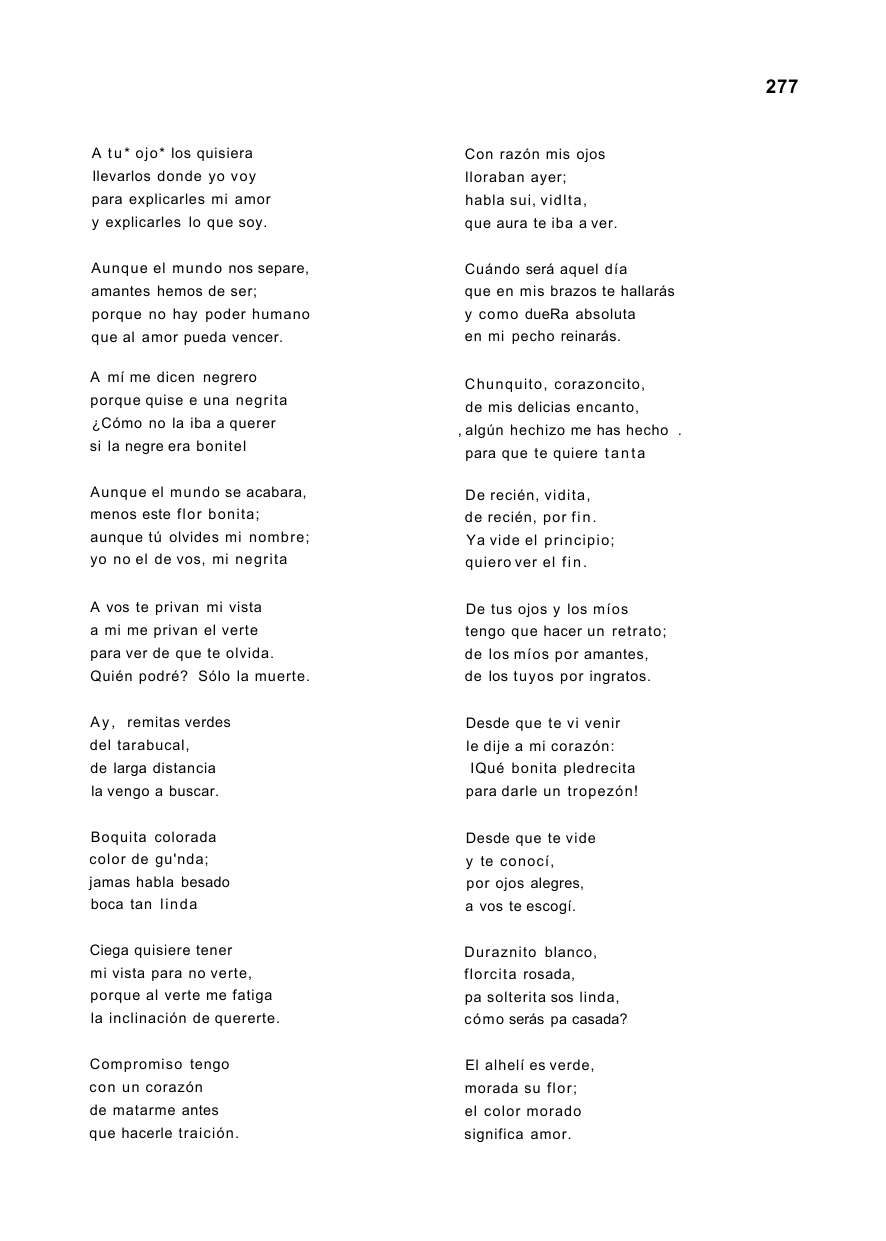 277
A tu* ojo* los quisiera
llevarlos donde yo voy
para explicarles mi amor
y explicarles lo que soy.
Aunque el mundo nos separe,
amantes hemos de ser;
porque no hay poder humano
que al amor pueda vencer.
A mí me dicen negrero
porque quise e una negrita
¿Cómo no la iba a querer
si la negre era bonitel
Aunque el mundo se acabara,
menos este flor bonita;
aunque tú olvides mi nombre;
yo no el de vos, mi negrita
A vos te privan mi vista
a mi me privan el verte
para ver de que te olvida.
Quién podré? Sólo la muerte.
Ay, remitas verdes
del tarabucal,
de larga distancia
la vengo a buscar.
Boquita colorada
color de gu'nda;
jamas habla besado
boca tan linda
Ciega quisiere tener
mi vista para no verte,
porque al verte me fatiga
la inclinación de quererte.
Compromiso tengo
con un corazón
de matarme antes
que hacerle traición.
Con razón mis ojos
lloraban ayer;
habla sui, vidIta,
que aura te iba a ver.
Cuándo será aquel día
que en mis brazos te hallarás
y como dueRa absoluta
en mi pecho reinarás.
Chunquito, corazoncito,
de mis delicias encanto,
, algún hechizo me has hecho .
para que te quiere tanta
De recién, vidita,
de recién, por fin.
Ya vide el principio;
quiero ver el fin.
De tus ojos y los míos
tengo que hacer un retrato;
de los míos por amantes,
de los tuyos por ingratos.
Desde que te vi venir
le dije a mi corazón:
lQué bonita pledrecita
para darle un tropezón!
Desde que te vide
y te conocí,
por ojos alegres,
a vos te escogí.
Duraznito blanco,
florcita rosada,
pa solterita sos linda,
cómo serás pa casada?
El alhelí es verde,
morada su flor;
el color morado
significa amor.